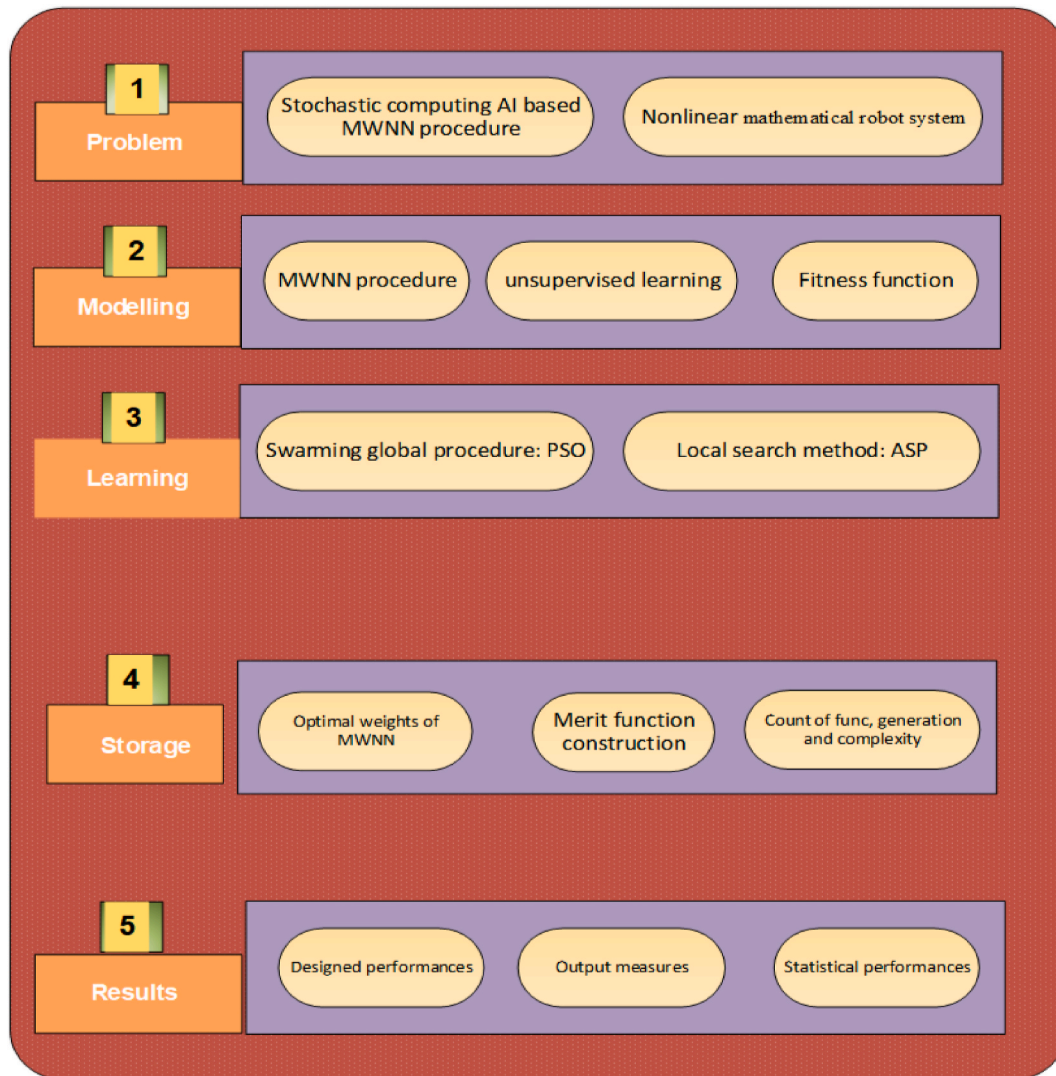 1
Problem
Stochastic computing AI based
MWNN procedure
Nonlinear mathematical robot system
2
Modelling
MWNN procedure
unsupervised learning
Fitness function
3
Learning
Swarming global procedure: PSO
Local search method: ASP
4
Storage
Optimal weights of
MWNN
Merit function
construction
Count of func, generation
and complexity
5
Results
Designed performances
Output measures
Statistical performances